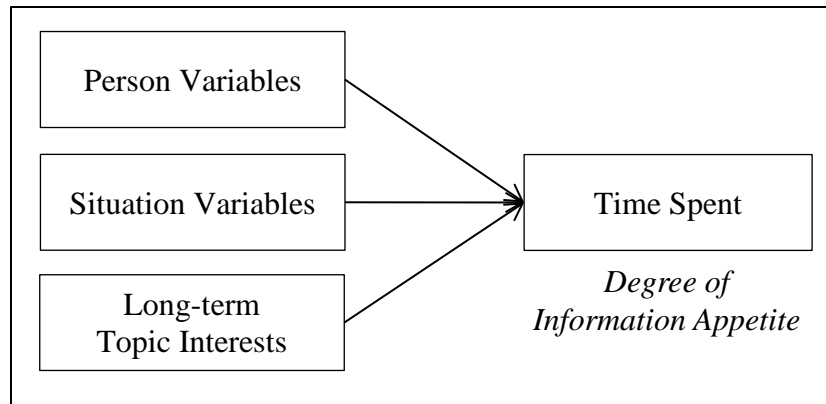 Person Variables
Situation Variables
Long-term
Topic Interests
Time Spent
Degree of
Information Appetite